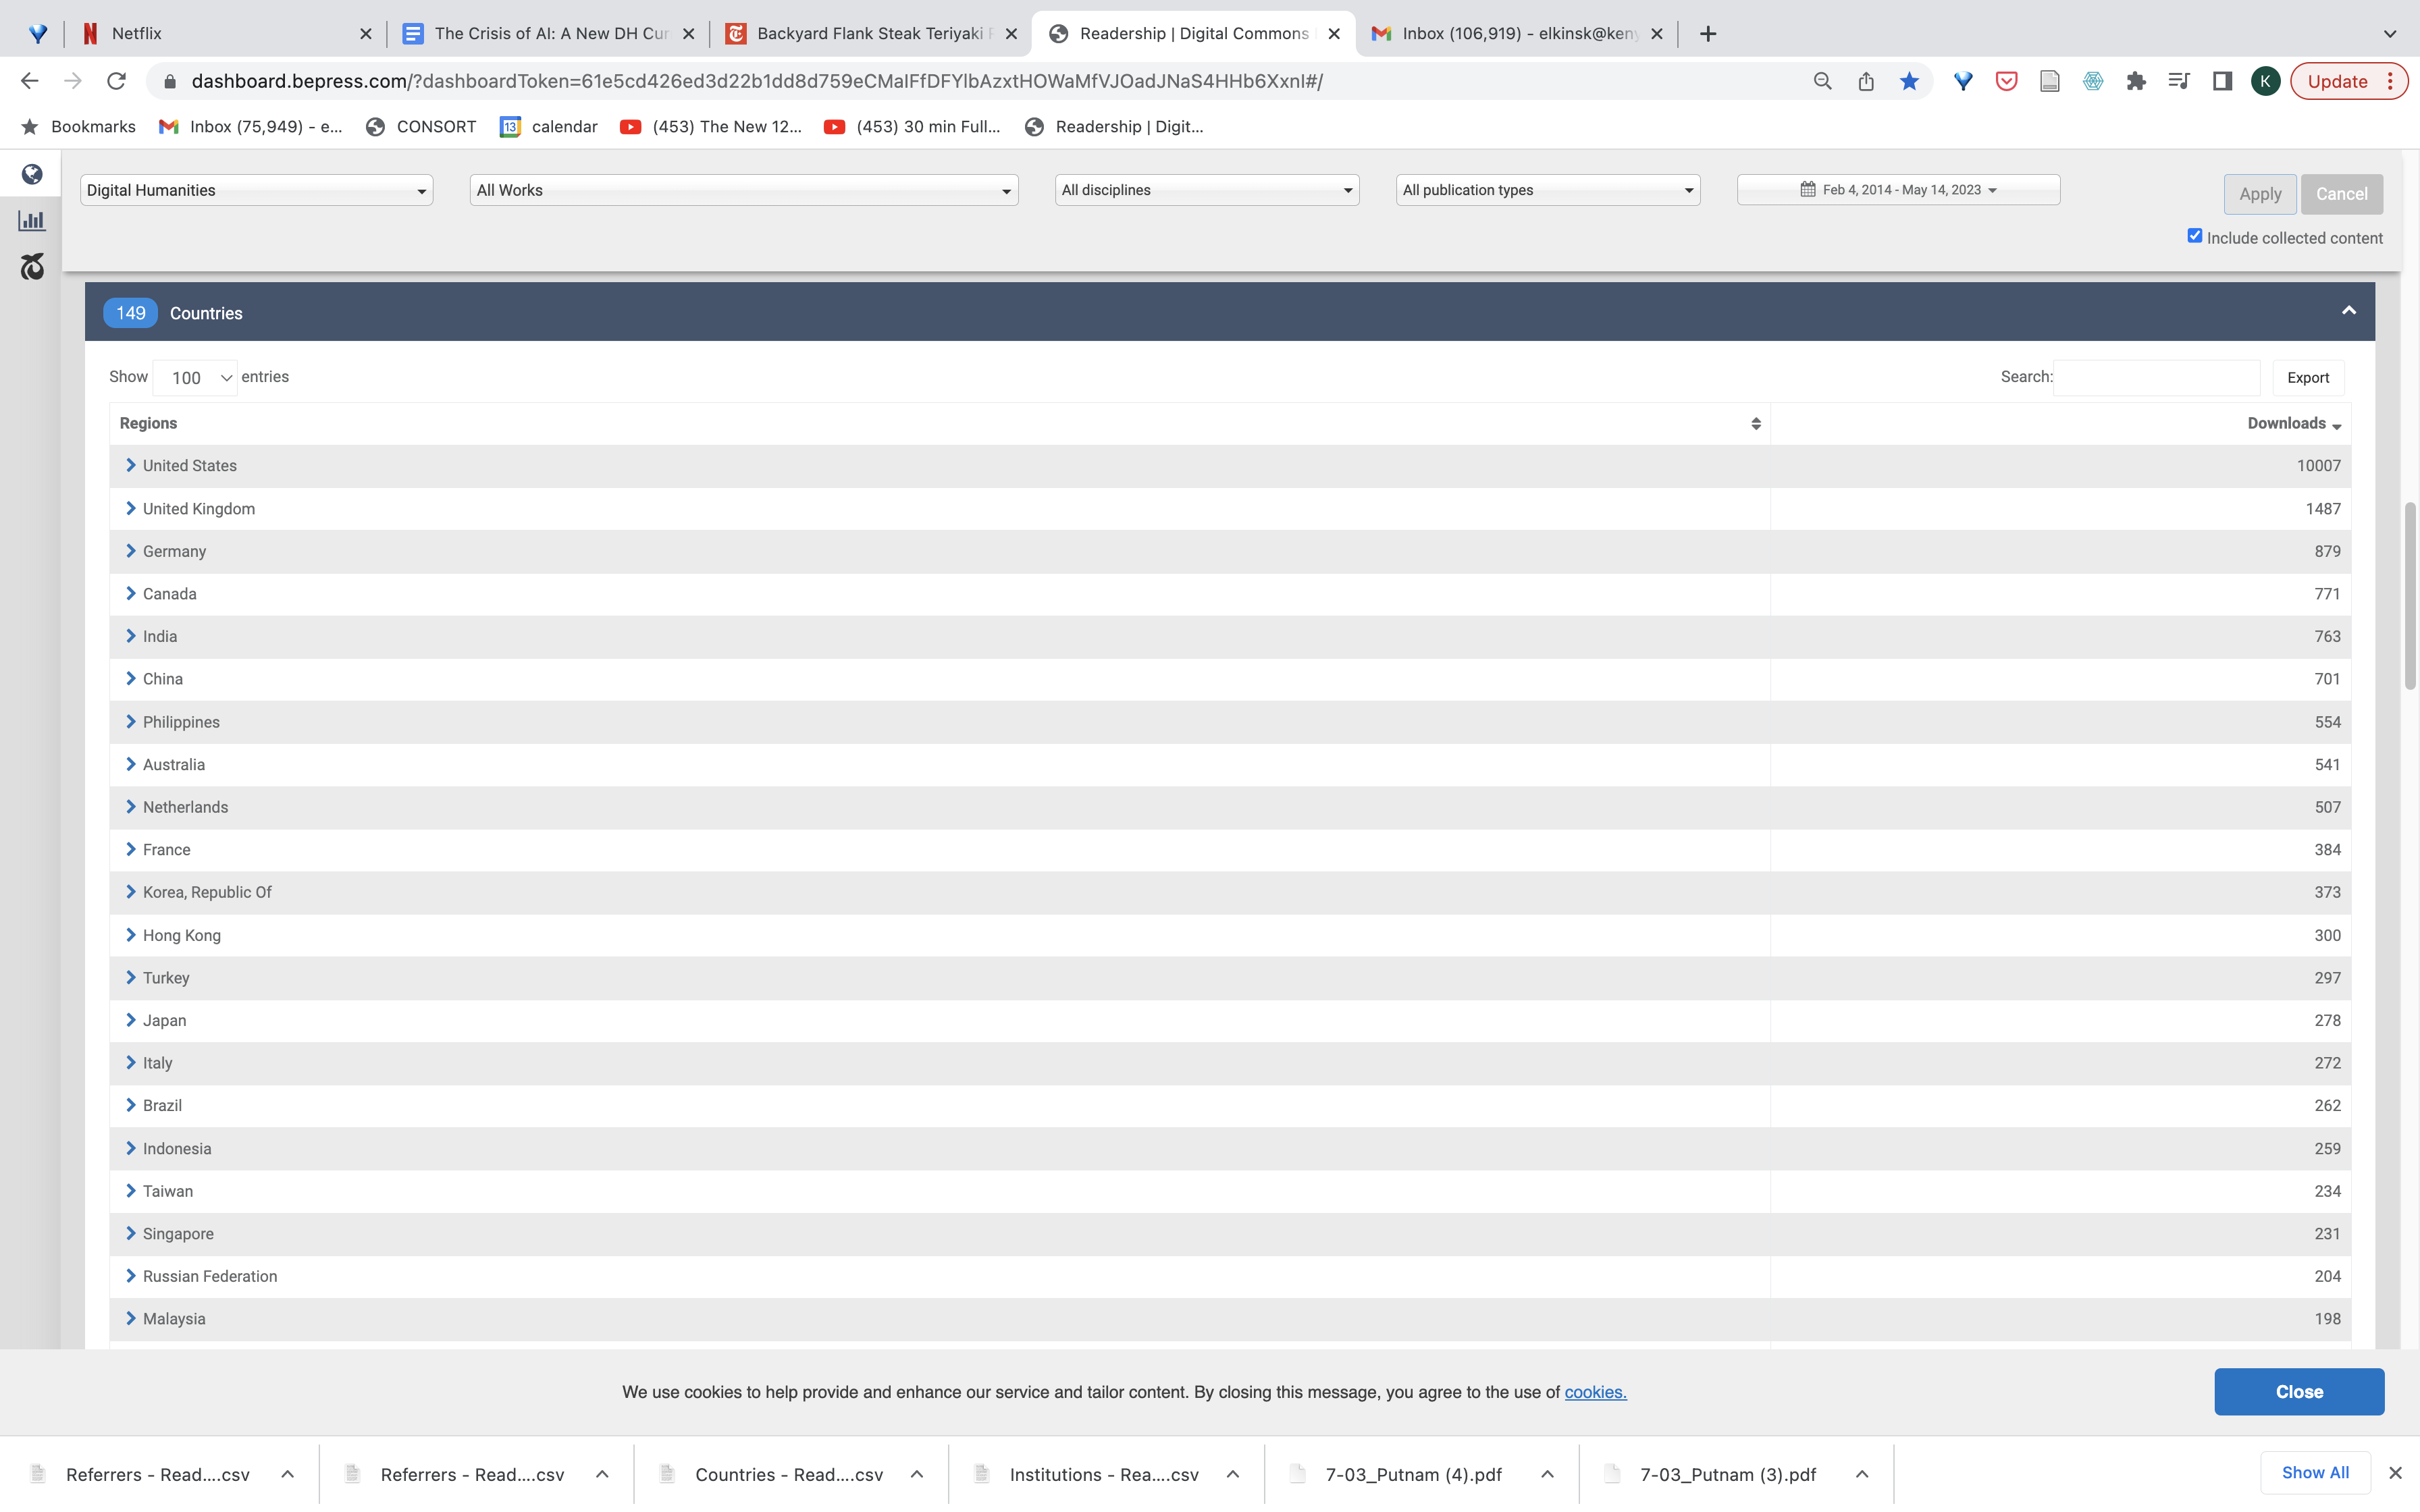 Netflix
The Crisis of AI: A New DH Cur
Backyard Flank Steak Teriyaki
Readership | Digital Commons
Inbox (106,919) - elkinsk@keny
dashboard.bepress.com/?dashboardToken=61e5cd426ed3d22b1dd8d759eCMaIFfDFYlbAzxtHOWaMfVJOadJNaS4HHb6XxnI#/
K
Update
Bookmarks
Inbox (75,949) - e...
CONSORT
13
calendar
(453) The New 12...
(453) 30 min Full...
Readership | Digit...
Digital Humanities
All Works
All disciplines
All publication types
Feb 4, 2014 - May 14, 2023
Apply
Cancel
Include collected content
149 Countries
Show 100 entries
Search:
Export
Regions Downloads
United States 10007
United Kingdom 1487
Germany 879
Canada 771
India 763
China 701
Philippines 554
Australia 541
Netherlands 507
France 384
Korea, Republic Of 373
Hong Kong 300
Turkey 297
Japan 278
Italy 272
Brazil 262
Indonesia 259
Taiwan 234
Singapore 231
Russian Federation 204
Malaysia 198
We use cookies to help provide and enhance our service and tailor content. By closing this message, you agree to the use of cookies.
Close
Referrers - Read....csv
Referrers - Read....csv
Countries - Read....csv
Institutions - Rea....csv
7-03_Putnam (4).pdf
7-03_Putnam (3).pdf
Show All